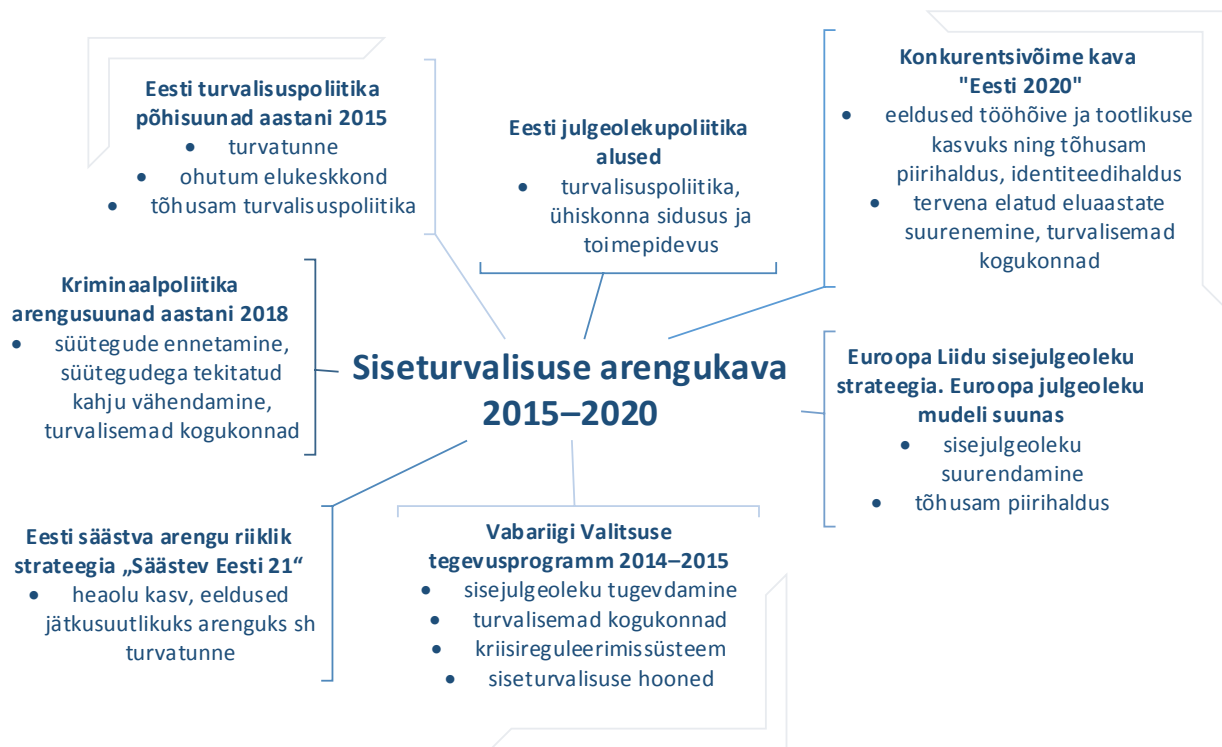 Eesti turvalisuspoliitika
põhisuunad aastani 2015
• turvatunne
• ohutum elukeskkond
• tõhusam turvalisuspoliitika
Eesti julgeolekupoliitika
alused
• turvalisuspoliitika,
ühiskonna sidusus ja
toimepidevus
Konkurentsivõime kava
"Eesti 2020"
• eeldused tööhõive ja tootlikuse
kasvuks ning tõhusam
piirihaldus, identiteedihaldus
• tervena elatud eluaastate
suurenemine, turvalisemad
kogukonnad
Kriminaalpoliitika
arengusuunad aastani 2018
• süütegude ennetamine,
süütegudega tekitatud
kahju vähendamine,
turvalisemad kogukonnad
Siseturvalisuse arengukava
2015–2020
Euroopa Liidu sisejulgeoleku
strateegia. Euroopa julgeoleku
mudeli suunas
• sisejulgeoleku
suurendamine
• tõhusam piirihaldus
Eesti säästva arengu riiklik
strateegia „Säästev Eesti 21“
• heaolu kasv, eeldused
jätkusuutlikuks arenguks sh
turvatunne
Vabariigi Valitsuse
tegevusprogramm 2014–2015
• sisejulgeoleku tugevdamine
• turvalisemad kogukonnad
• kriisireguleerimissüsteem
• siseturvalisuse hooned